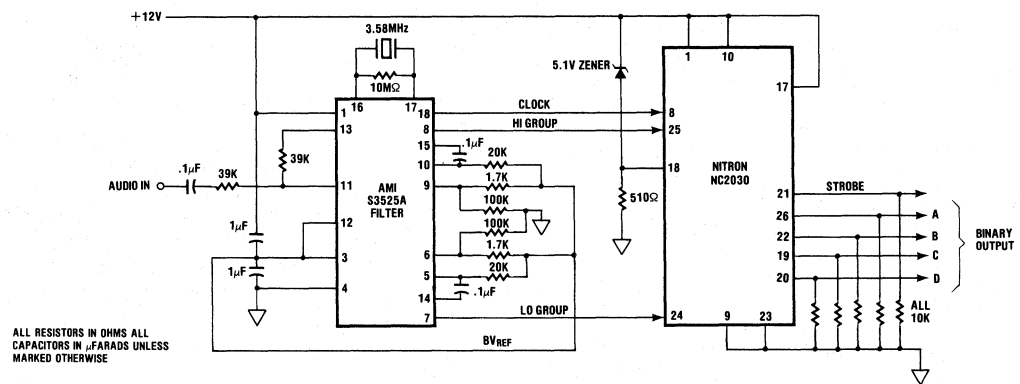 +12V
3.58MHz
10MΩ
16
17
1
13
39K
.1μF
39K
AUDIO IN
11
12
1μF
3
1μF
4
AMI
S3525A
FILTER
18
8
15
10
9
6
5
14
7
CLOCK
HI GROUP
.1μF
20K
1.7K
100K
100K
1.7K
20K
.1μF
LO GROUP
BVREF
5.1V ZENER
510Ω
1
10
17
8
25
18
NITRON
NC2030
21
26
22
19
20
24
9
23
STROBE
A
B
C
D
BINARY
OUTPUT
ALL
10K
ALL RESISTORS IN OHMS ALL
CAPACITORS IN μFARADS UNLESS
MARKED OTHERWISE